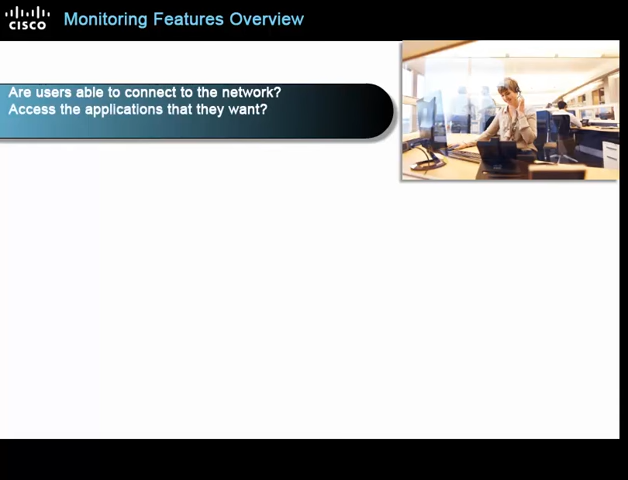 CISCO
Monitoring Features Overview
Are users able to connect to the network?
Access the applications that they want?